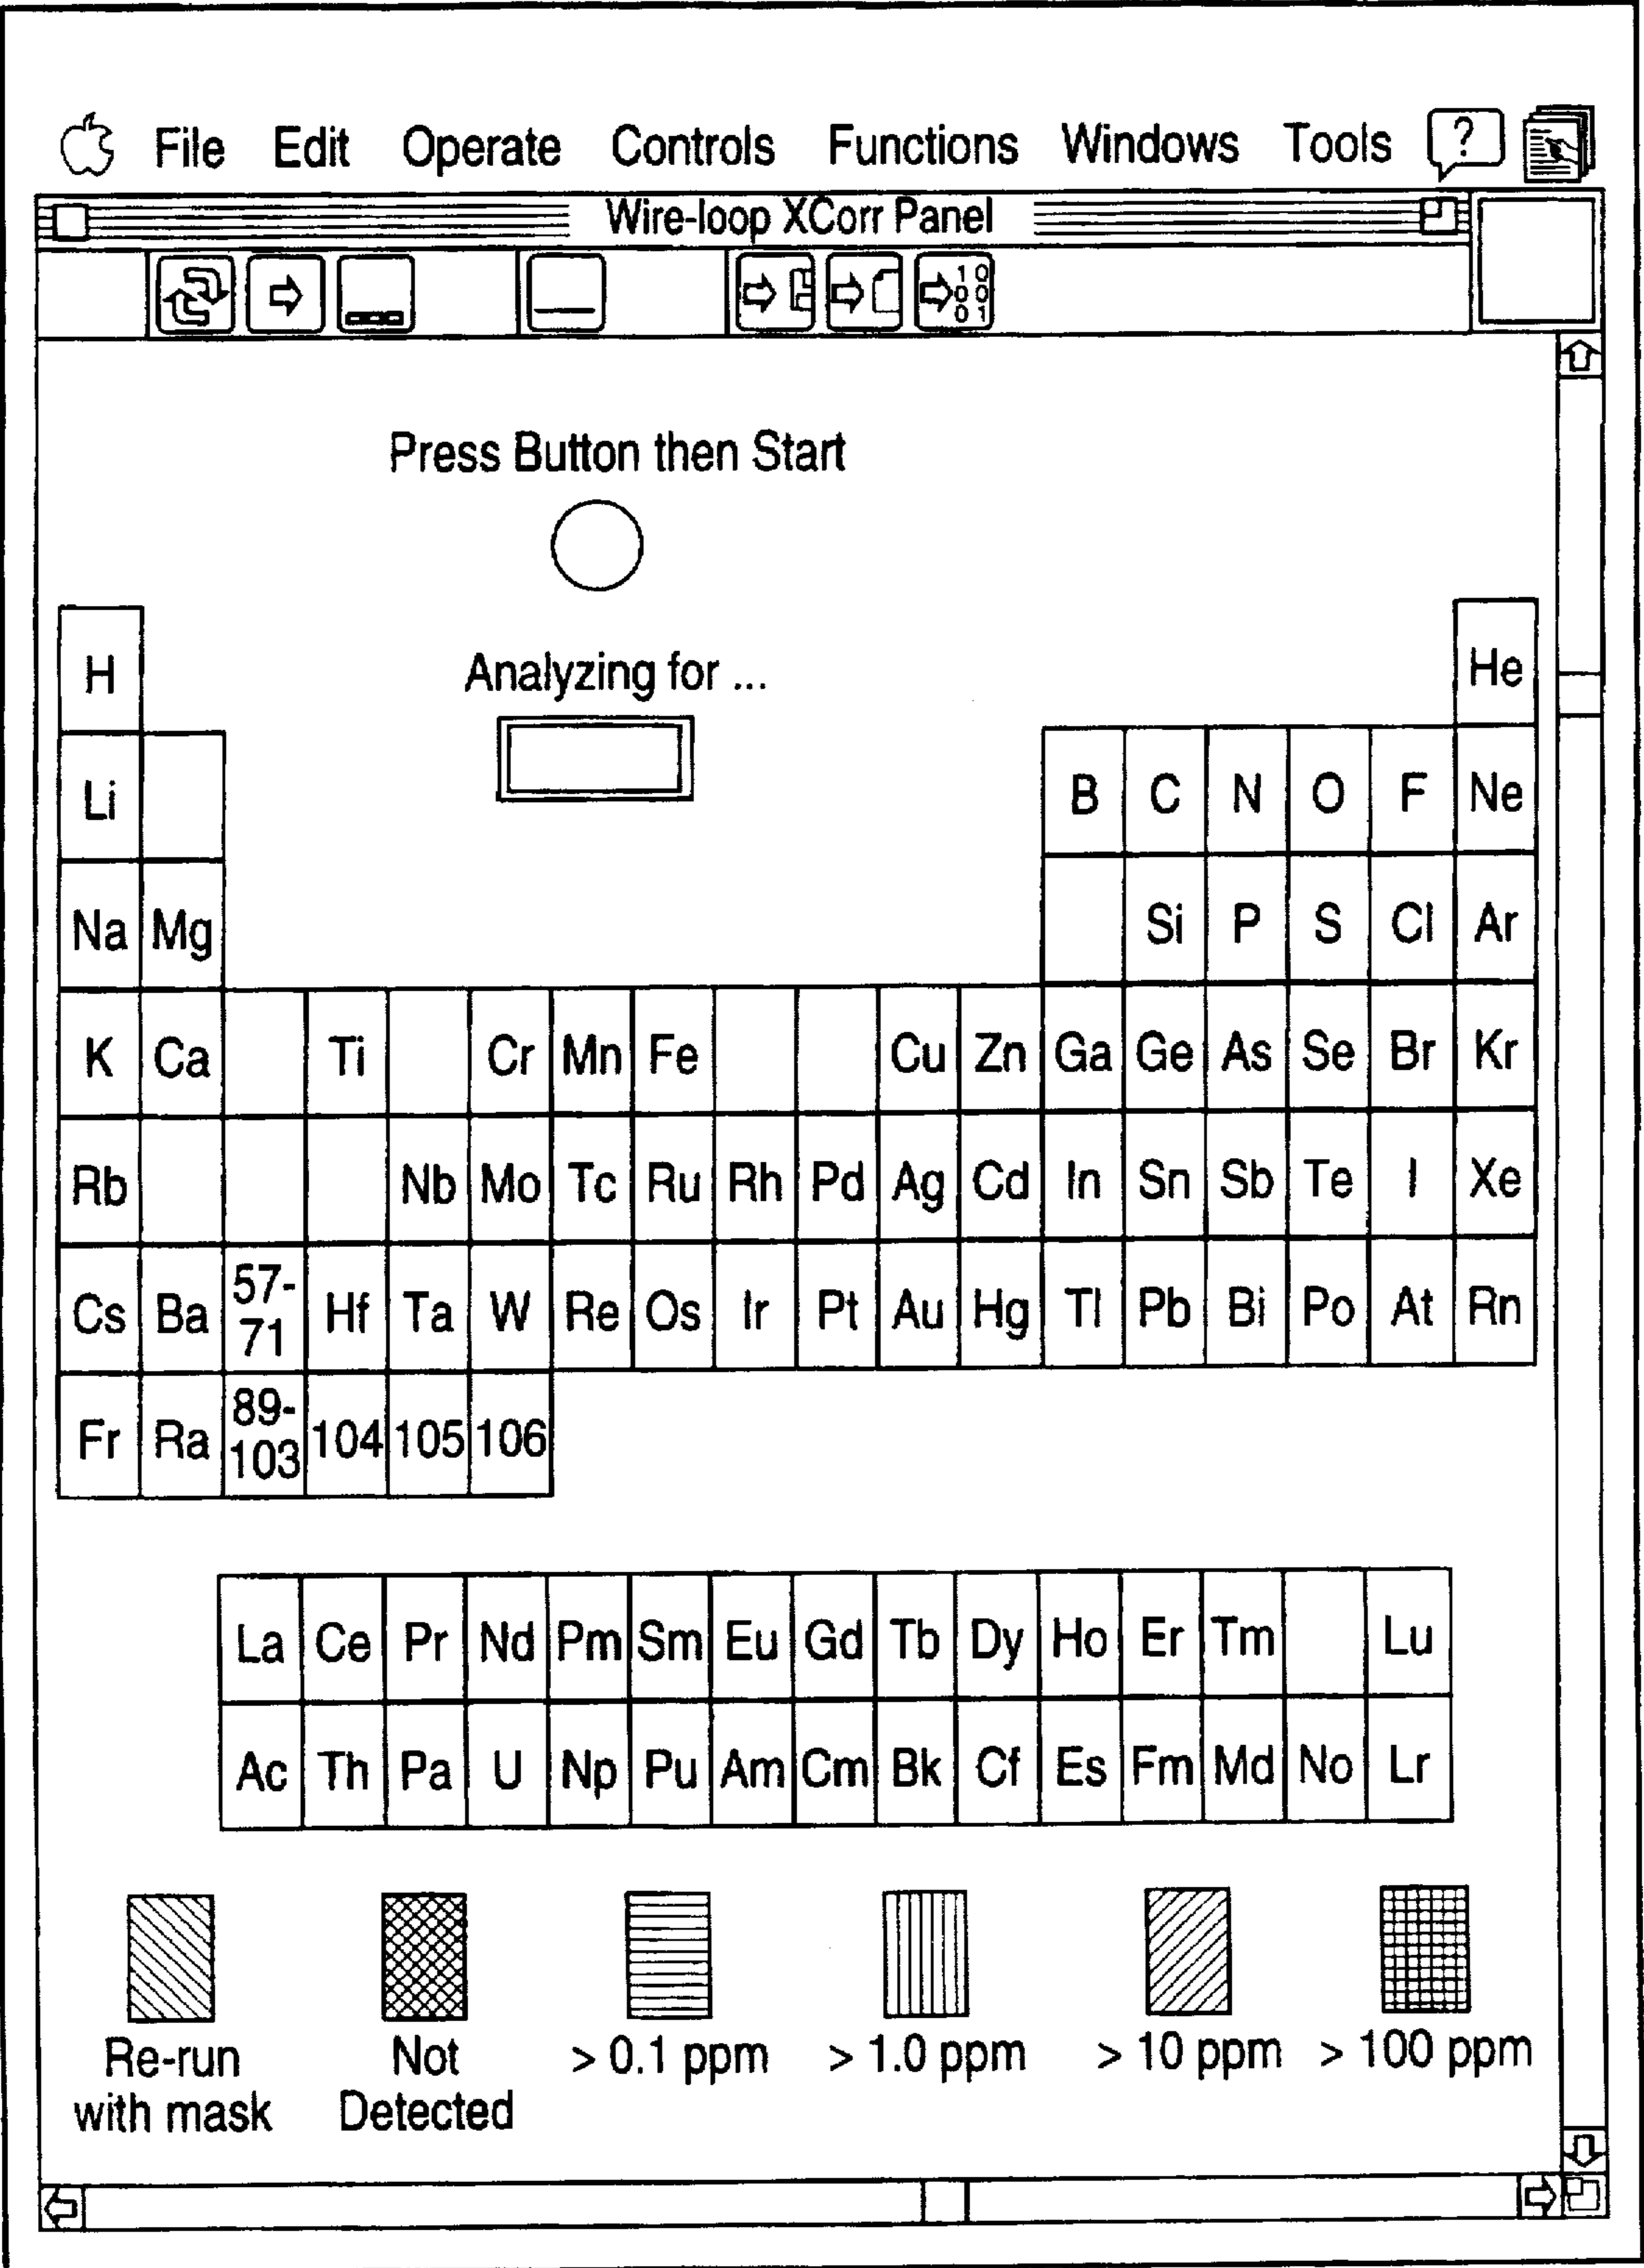 File Edit Operate Controls Functions Windows Tools ?
Wire-loop XCorr Panel
1 0
0 0
0 1
Press Button then Start
H He
Analyzing for ...
Li B C N O F Ne
Na Mg Si P S Cl Ar
K Ca Ti Cr Mn Fe Cu Zn Ga Ge As Se Br Kr
Rb Nb Mo Tc Ru Rh Pd Ag Cd In Sn Sb Te I Xe
Cs Ba 57-71 Hf Ta W Re Os Ir Pt Au Hg Tl Pb Bi Po At Rn
Fr Ra 89-103 104 105 106
La Ce Pr Nd Pm Sm Eu Gd Tb Dy Ho Er Tm Lu
Ac Th Pa U Np Pu Am Cm Bk Cf Es Fm Md No Lr
Re-run Not > 0.1 ppm > 1.0 ppm > 10 ppm > 100 ppm
with mask Detected